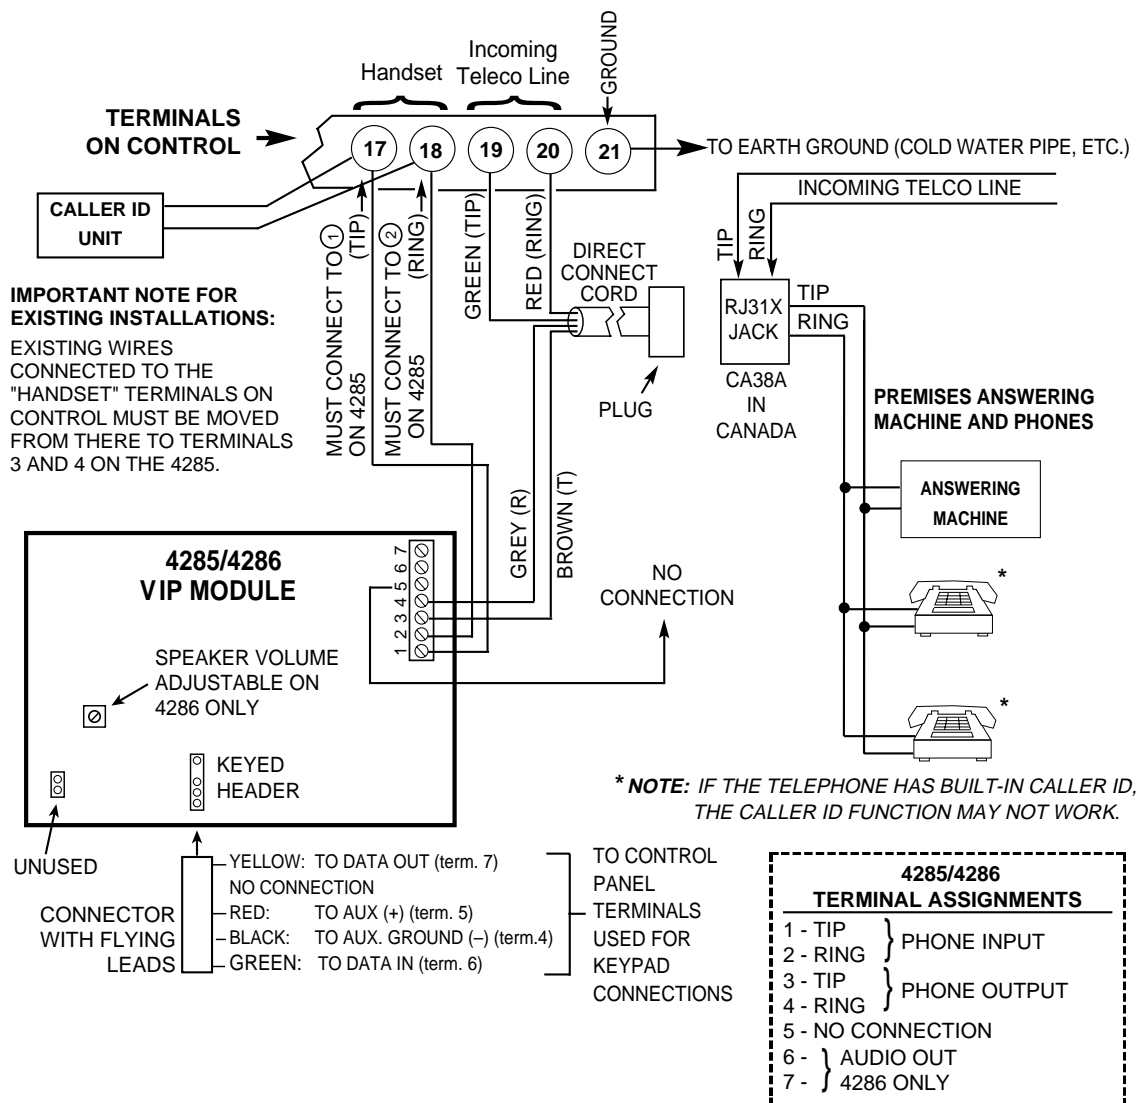 Incoming
Teleco Line
Handset
GROUND
TERMINALS
ON CONTROL
17
18
19
20
21
TO EARTH GROUND (COLD WATER PIPE, ETC.)
INCOMING TELCO LINE
CALLER ID
UNIT
TIP
RING
MUST CONNECT TO 1
(TIP)
ON 4285
MUST CONNECT TO 2
(RING)
ON 4285
GREEN (TIP)
RED (RING)
DIRECT
CONNECT
CORD
PLUG
RJ31X
JACK
TIP
RING
CA38A
IN
CANADA
IMPORTANT NOTE FOR
EXISTING INSTALLATIONS:
EXISTING WIRES
CONNECTED TO THE
"HANDSET" TERMINALS ON
CONTROL MUST BE MOVED
FROM THERE TO TERMINALS
3 AND 4 ON THE 4285.
PREMISES ANSWERING
MACHINE AND PHONES
ANSWERING
MACHINE
GREY (R)
BROWN (T)
NO
CONNECTION
4285/4286
VIP MODULE
7
6
5
4
3
2
1
SPEAKER VOLUME
ADJUSTABLE ON
4286 ONLY
KEYED
HEADER
UNUSED
*
*
* NOTE: IF THE TELEPHONE HAS BUILT-IN CALLER ID,
THE CALLER ID FUNCTION MAY NOT WORK.
CONNECTOR
WITH FLYING
LEADS
YELLOW: TO DATA OUT (term. 7)
NO CONNECTION
RED: TO AUX (+) (term. 5)
BLACK: TO AUX. GROUND (–) (term.4)
GREEN: TO DATA IN (term. 6)
TO CONTROL
PANEL
TERMINALS
USED FOR
KEYPAD
CONNECTIONS
4285/4286
TERMINAL ASSIGNMENTS
1 - TIP
2 - RING
PHONE INPUT
3 - TIP
4 - RING
PHONE OUTPUT
5 - NO CONNECTION
6 - AUDIO OUT
7 - 4286 ONLY